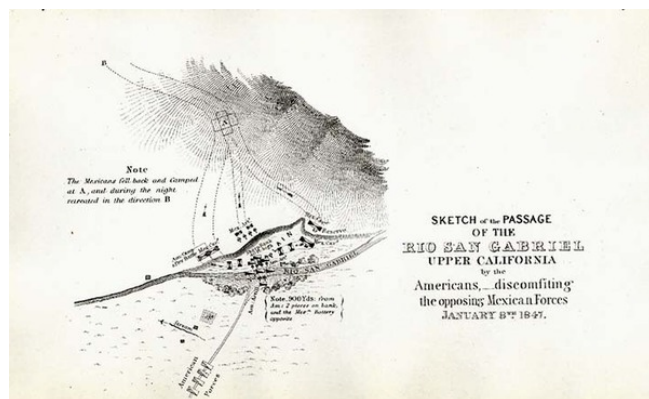 B
A
Note
The Mexicans fell back and Camped
at A, and during the night
retreated in the direction B
RIO SAN GABRIEL
Note. 900 Yds. from
Am: 2 pieces on bank,
and the Mexn. Battery
opposite
American
Forces
SKETCH of the PASSAGE
OF THE
RIO SAN GABRIEL
UPPER CALIFORNIA
by the
Americans, __discomfiting
the opposing Mexican Forces
JANUARY 8TH 1847.